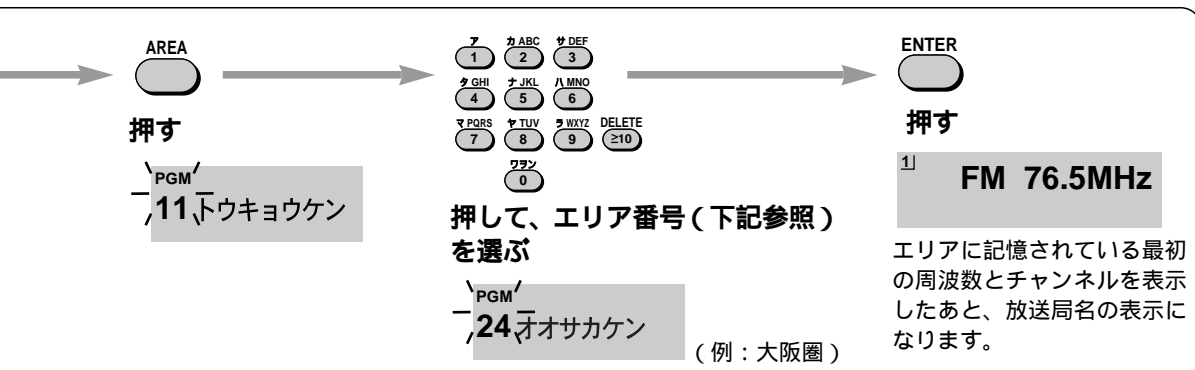 AREA
押す
PGM
11 トウキョウケン
ア カ ABC サ DEF
1 2 3
タ GHI ナ JKL ハ MNO
4 5 6
マ PQRS ヤ TUV ラ WXYZ DELETE
7 8 9 ≥10
ワヲン
0
押して、エリア番号（下記参照）
を選ぶ
PGM
24 オオサカケン
（例：大阪圏）
ENTER
押す
1
FM 76.5MHz
エリアに記憶されている最初
の周波数とチャンネルを表示
したあと、放送局名の表示に
なります。